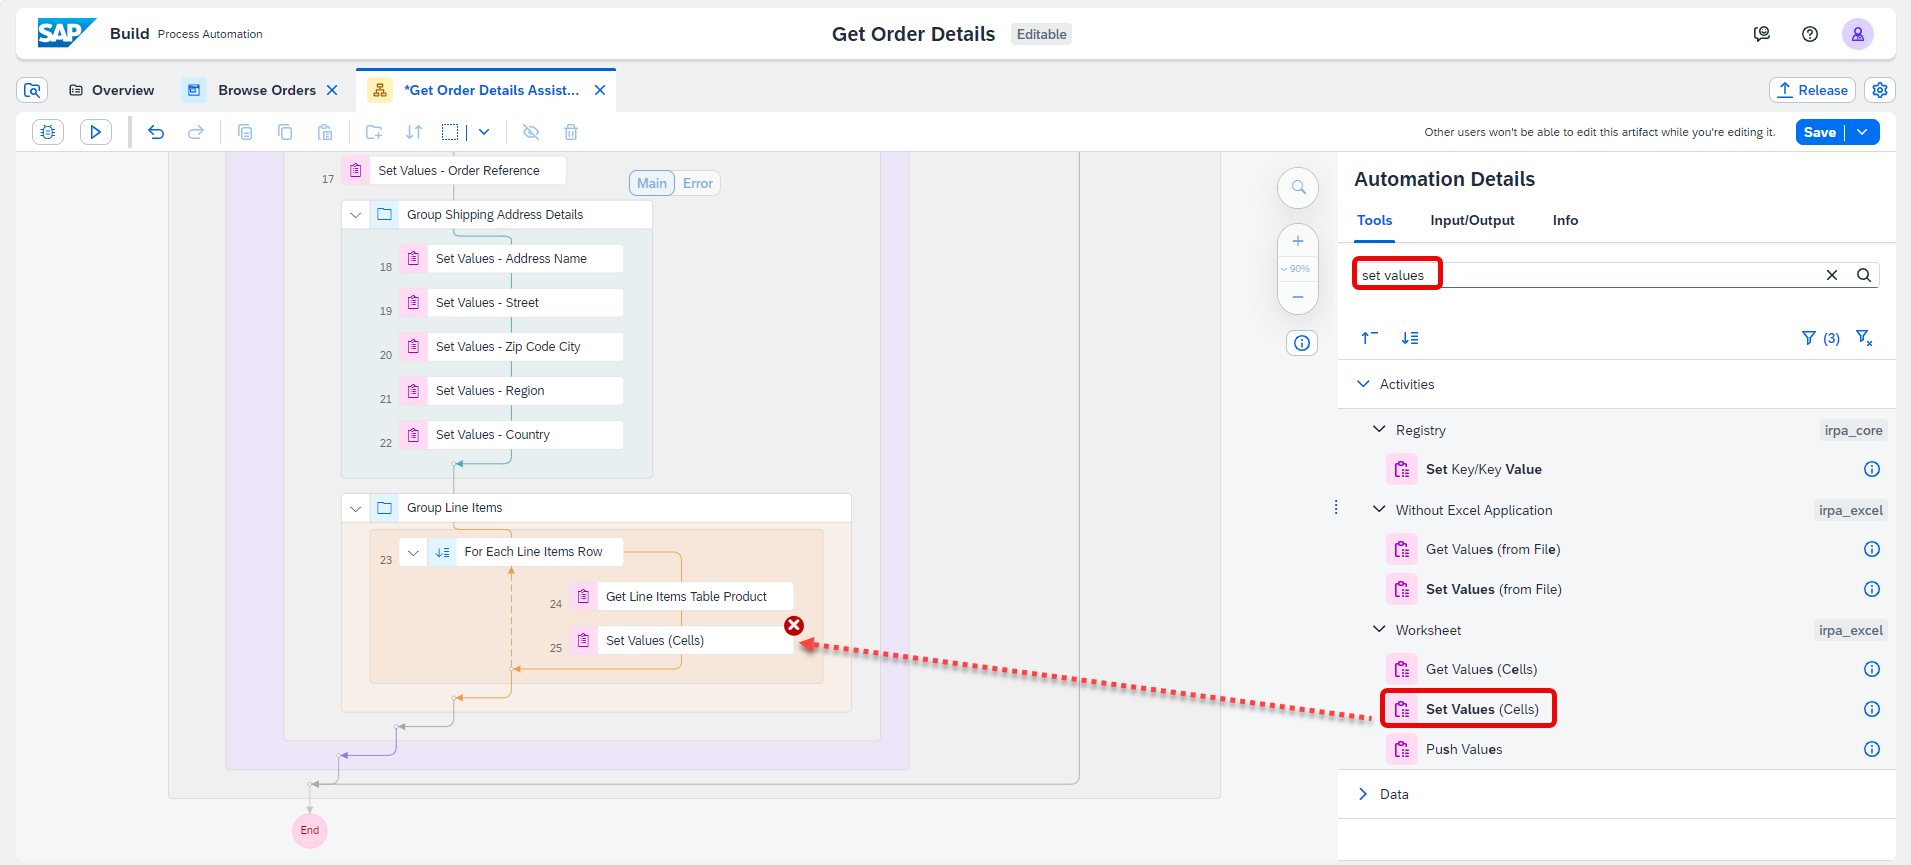 SAP Build Process Automation
Get Order Details Editable
Overview
Browse Orders
*Get Order Details Assist...
Release
Other users won't be able to edit this artifact while you're editing it.
Save
17 Set Values - Order Reference
Main Error
Group Shipping Address Details
18 Set Values - Address Name
19 Set Values - Street
20 Set Values - Zip Code City
21 Set Values - Region
22 Set Values - Country
Group Line Items
23 For Each Line Items Row
24 Get Line Items Table Product
25 Set Values (Cells)
End
90%
Automation Details
Tools Input/Output Info
set values
(3)
Activities
Registry irpa_core
Set Key/Key Value
Without Excel Application irpa_excel
Get Values (from File)
Set Values (from File)
Worksheet irpa_excel
Get Values (Cells)
Set Values (Cells)
Push Values
Data